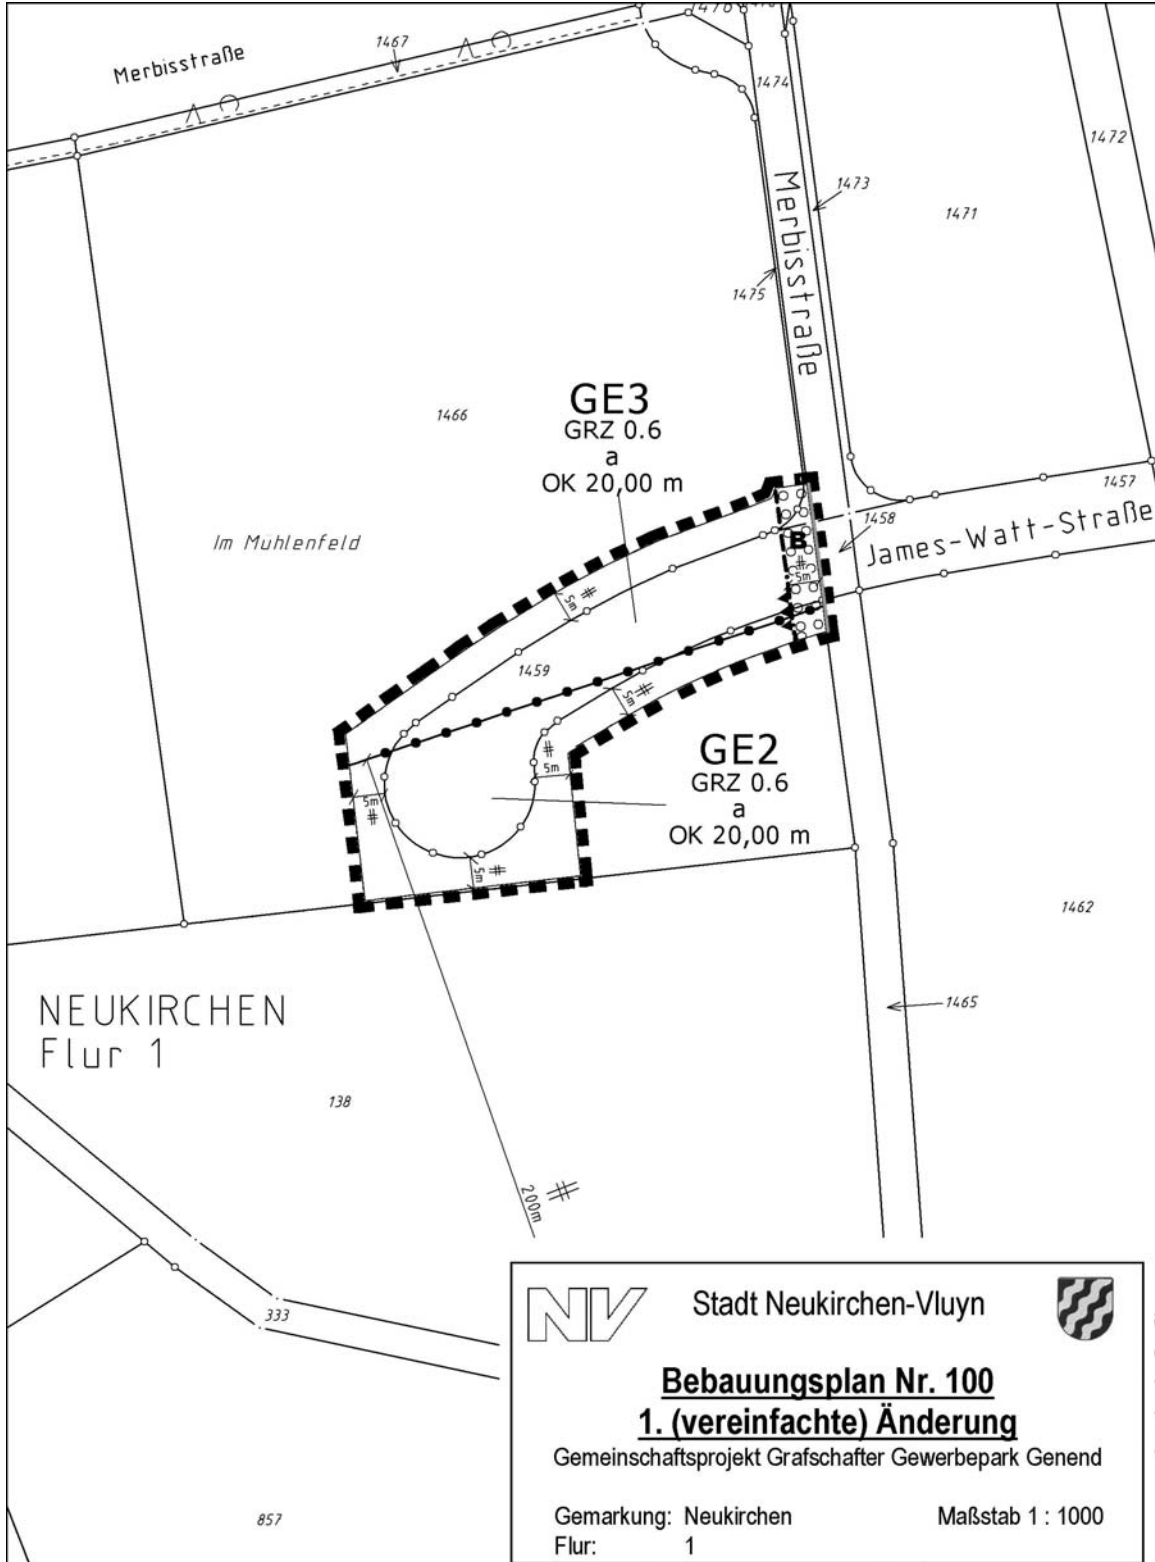 1476
Merbisstraße
1467
1474
1472
1473
1471
Merbisstraße
1475
1466
GE3
GRZ 0.6
a
OK 20,00 m
1457
1458
James-Watt-Straße
Im Muhlenfeld
B
5m
5m
1459
5m
GE2
GRZ 0.6
a
OK 20,00 m
5m
5m
5m
1462
NEUKIRCHEN
Flur 1
1465
138
200m
333
857
NV
Stadt Neukirchen-Vluyn
Bebauungsplan Nr. 100
1. (vereinfachte) Änderung
Gemeinschaftsprojekt Grafschafter Gewerbepark Genend
Gemarkung: Neukirchen Maßstab 1 : 1000
Flur: 1